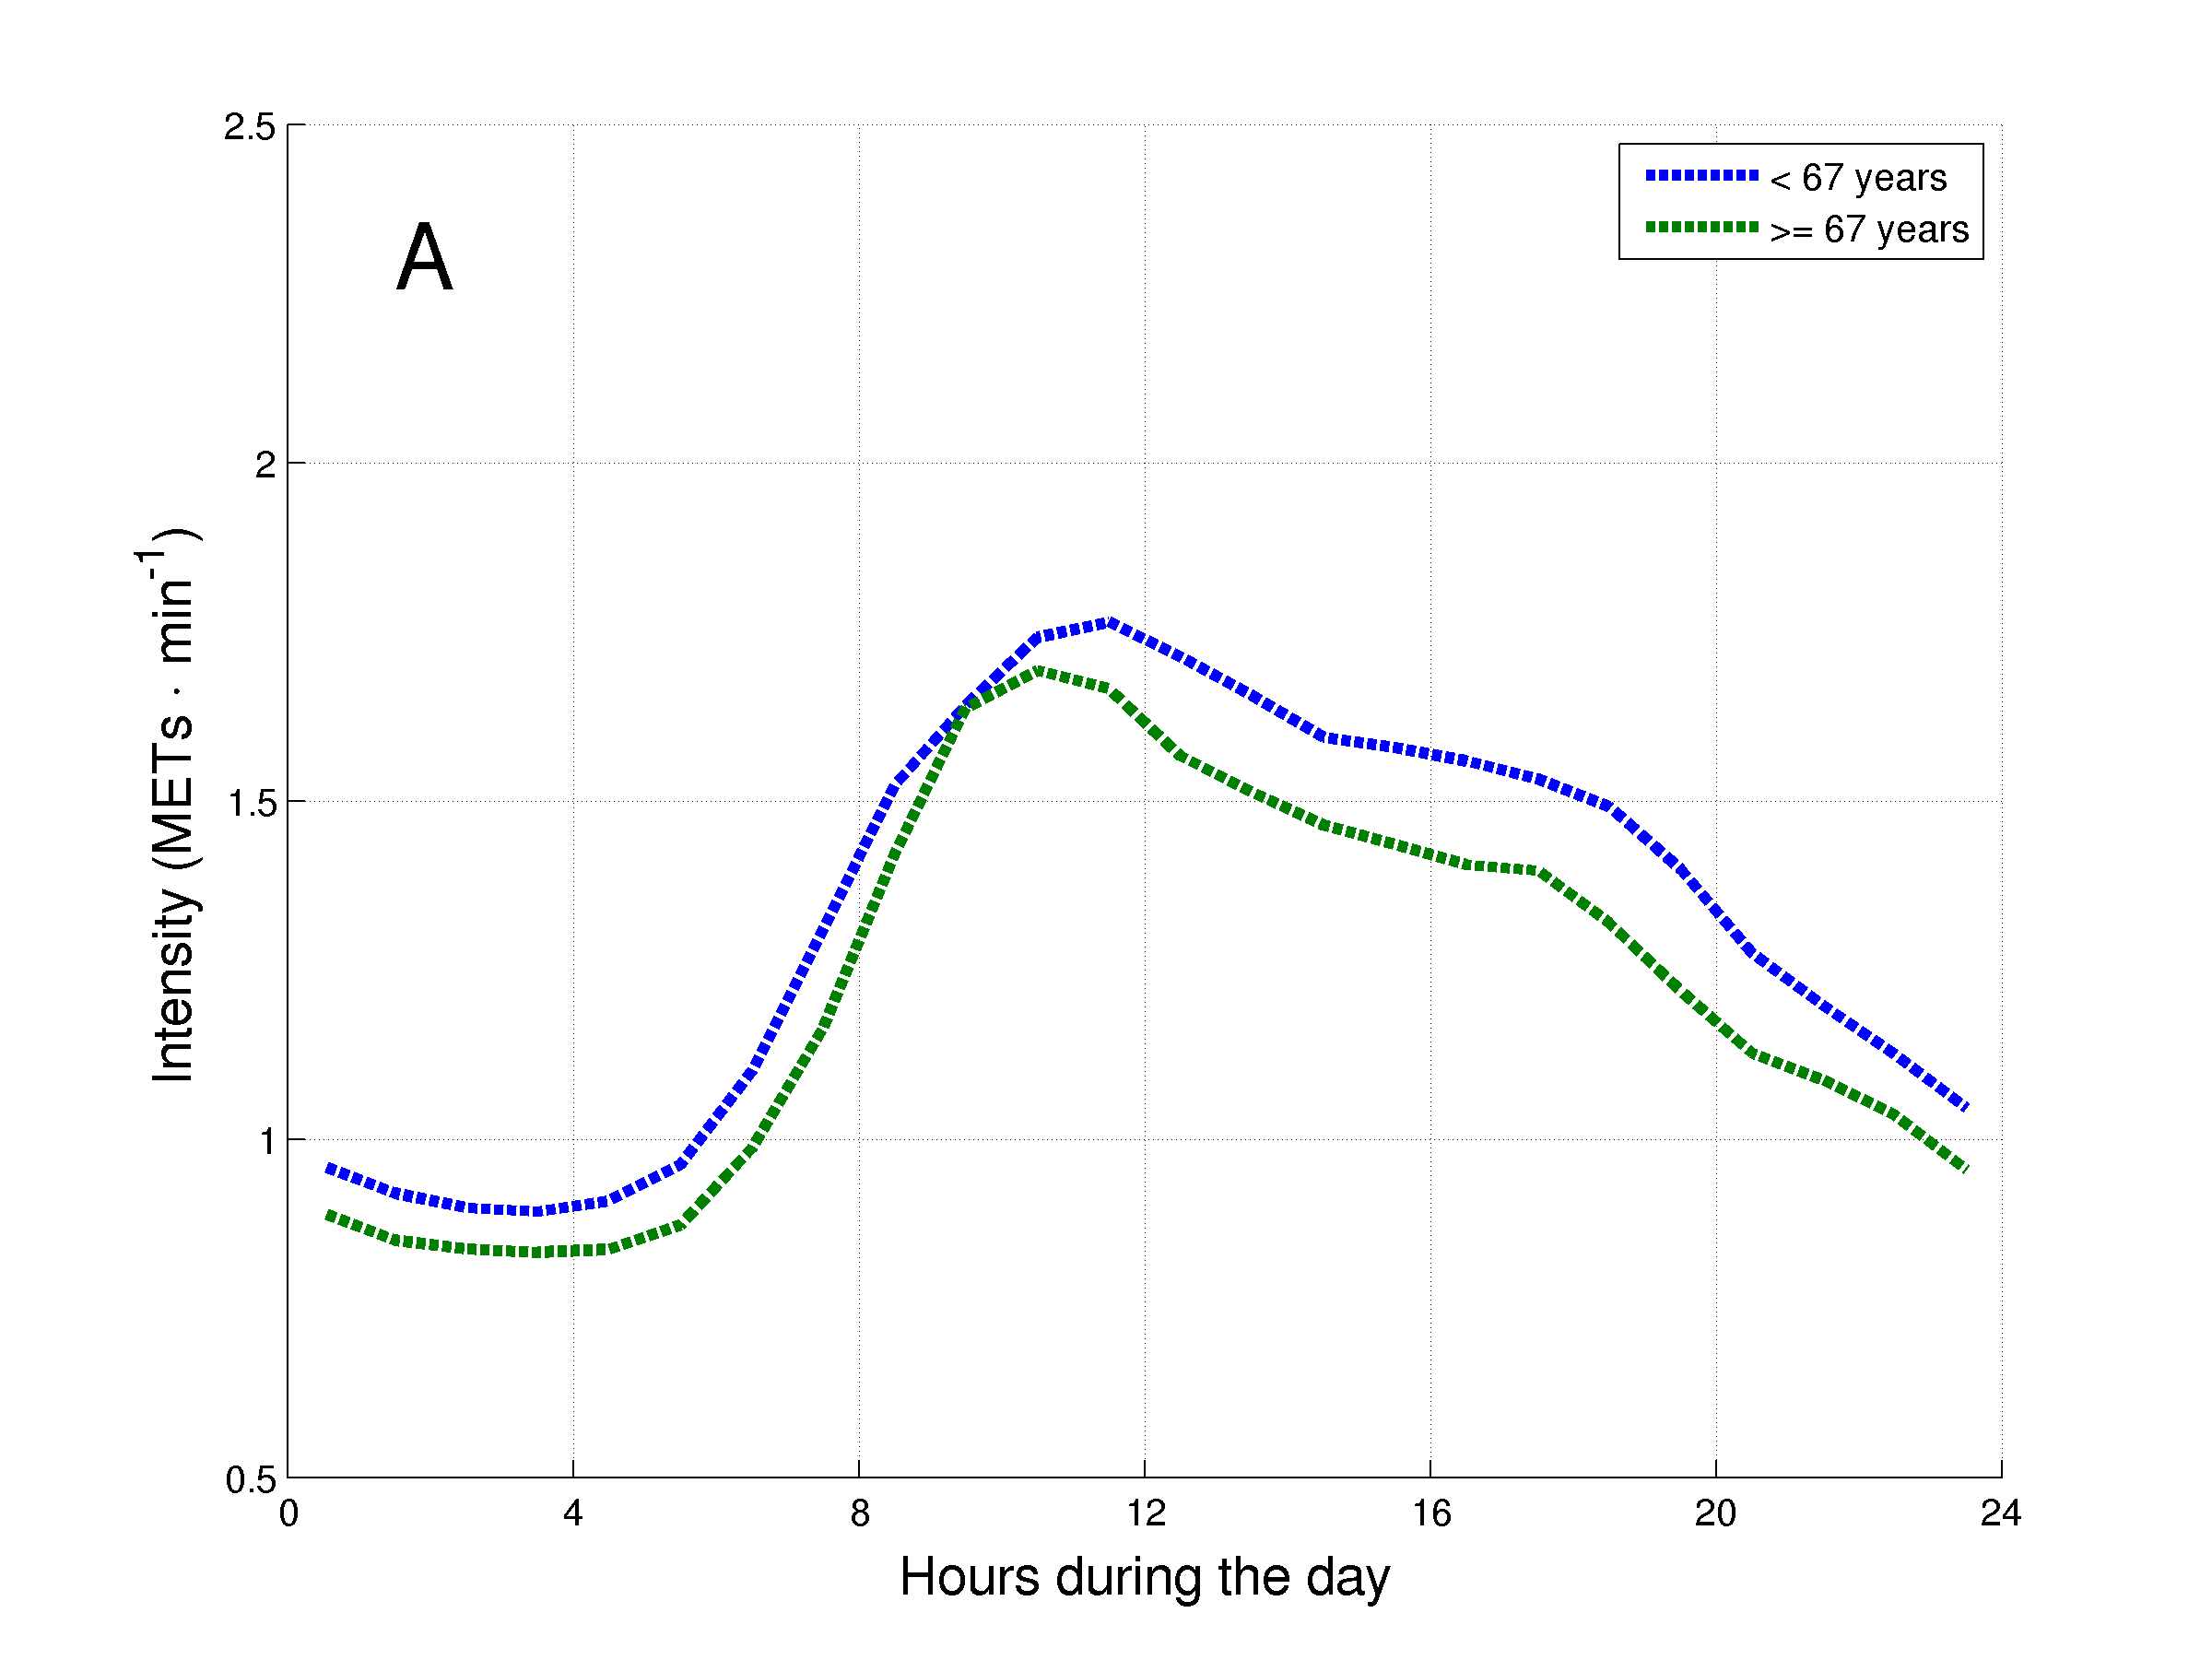 2.5
A
< 67 years
>= 67 years
2
1.5
1
0.5
Intensity (METs · min⁻¹)
0
4
8
12
16
20
24
Hours during the day